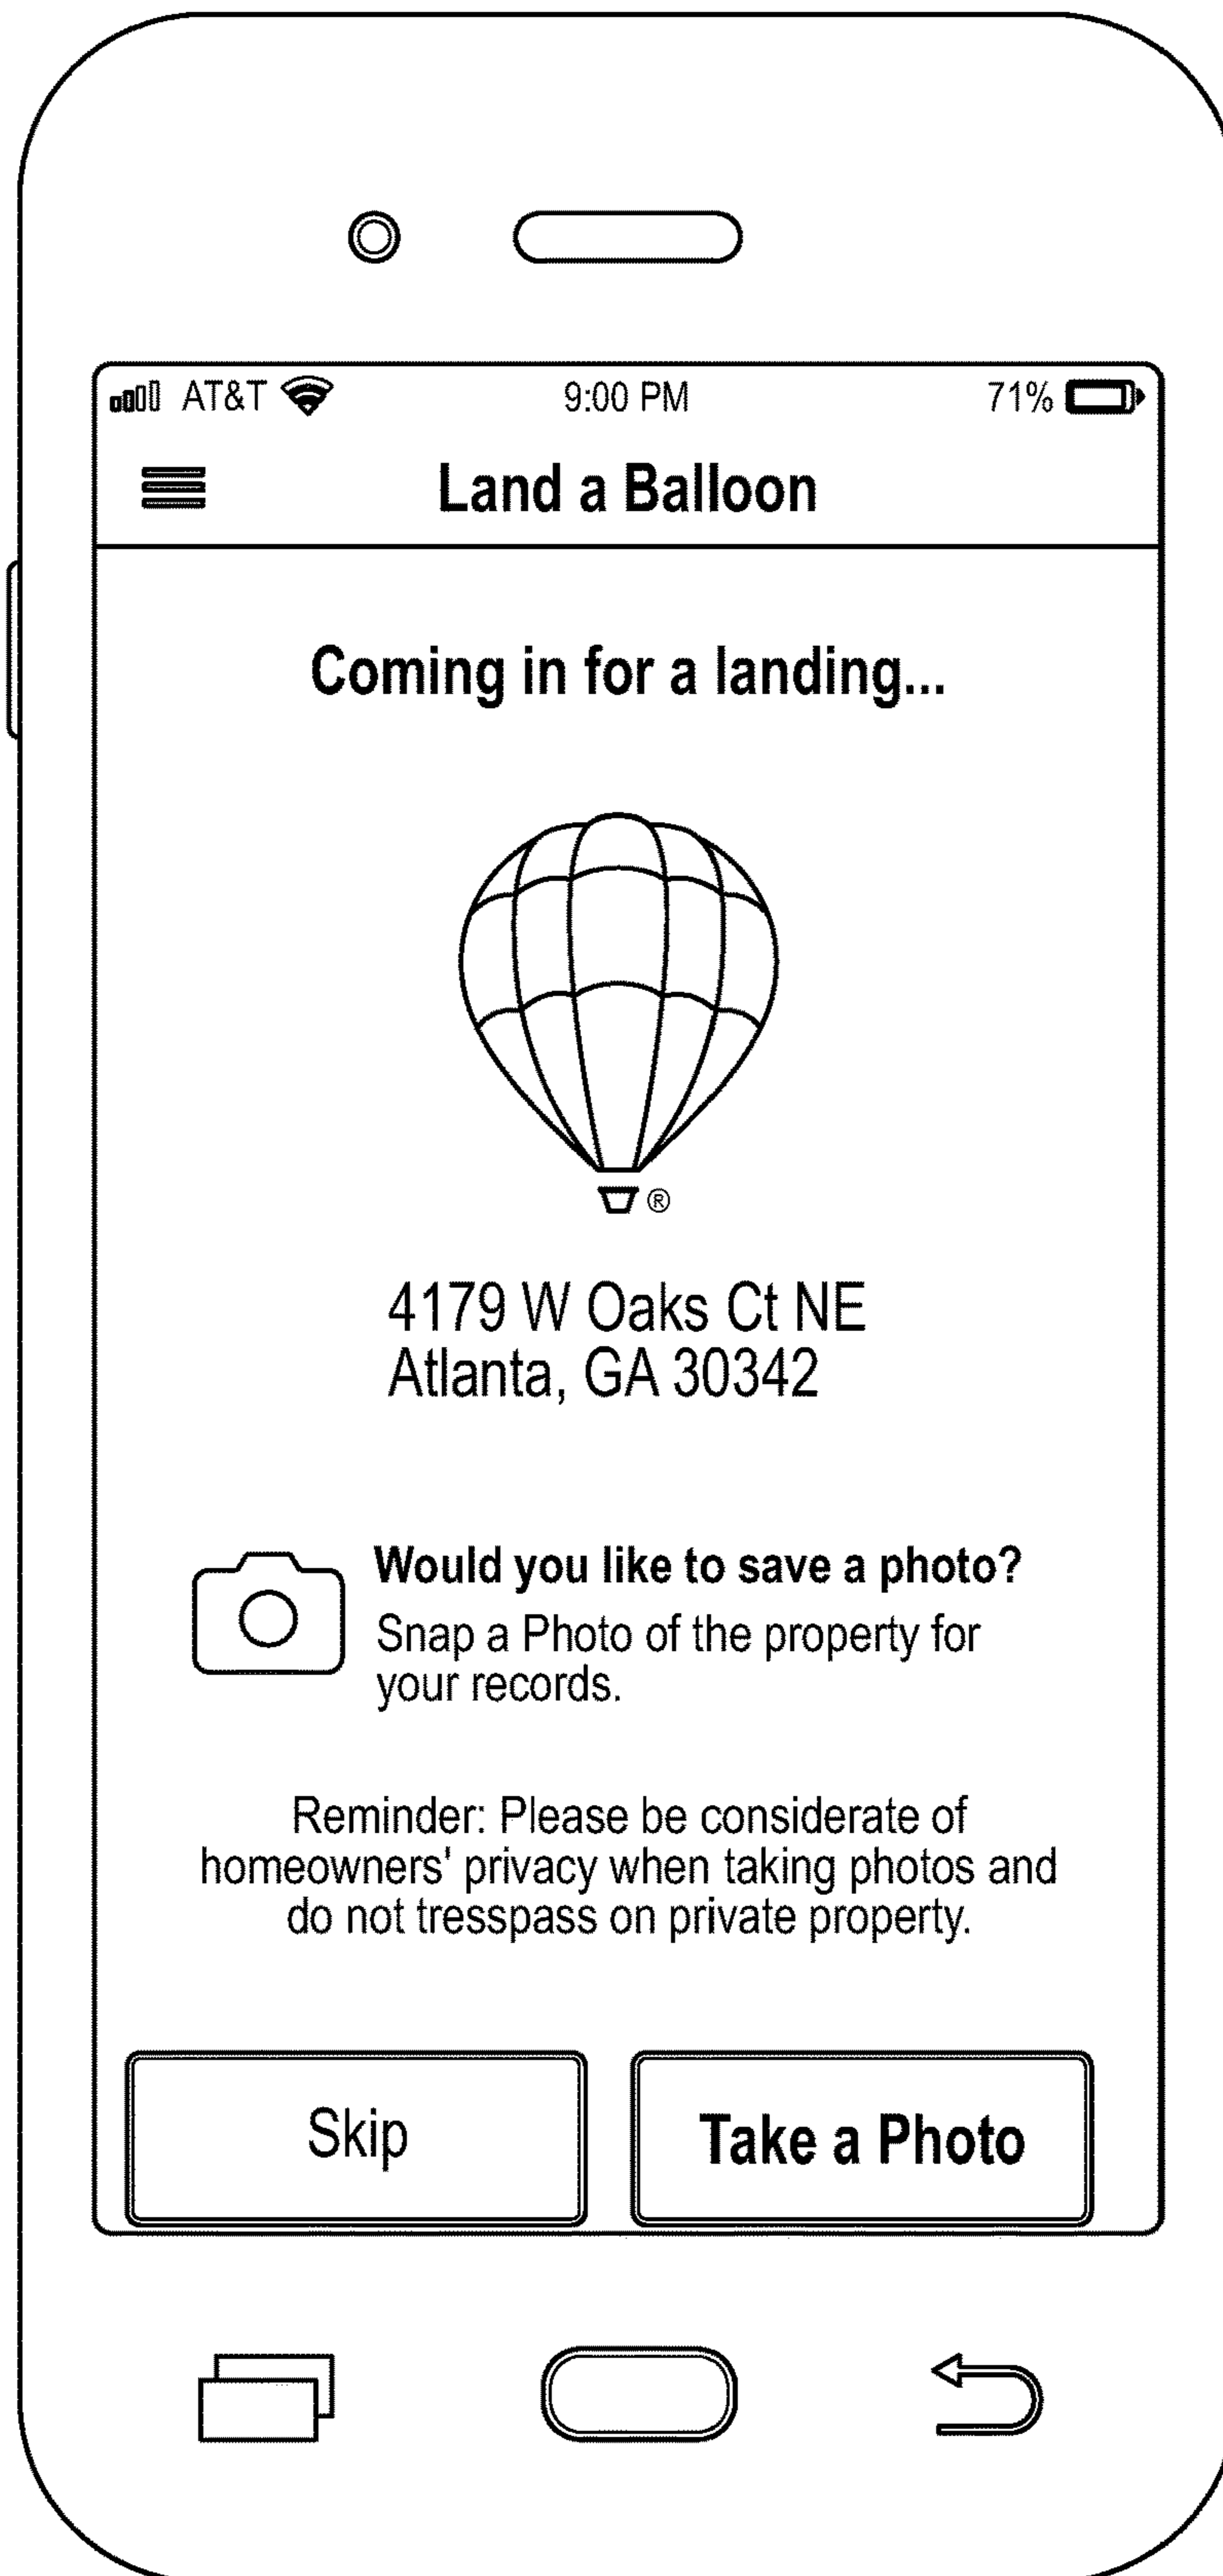 AT&T 9:00 PM 71%
Land a Balloon
Coming in for a landing...
®
4179 W Oaks Ct NE
Atlanta, GA 30342
Would you like to save a photo?
Snap a Photo of the property for
your records.
Reminder: Please be considerate of
homeowners' privacy when taking photos and
do not tresspass on private property.
Skip Take a Photo